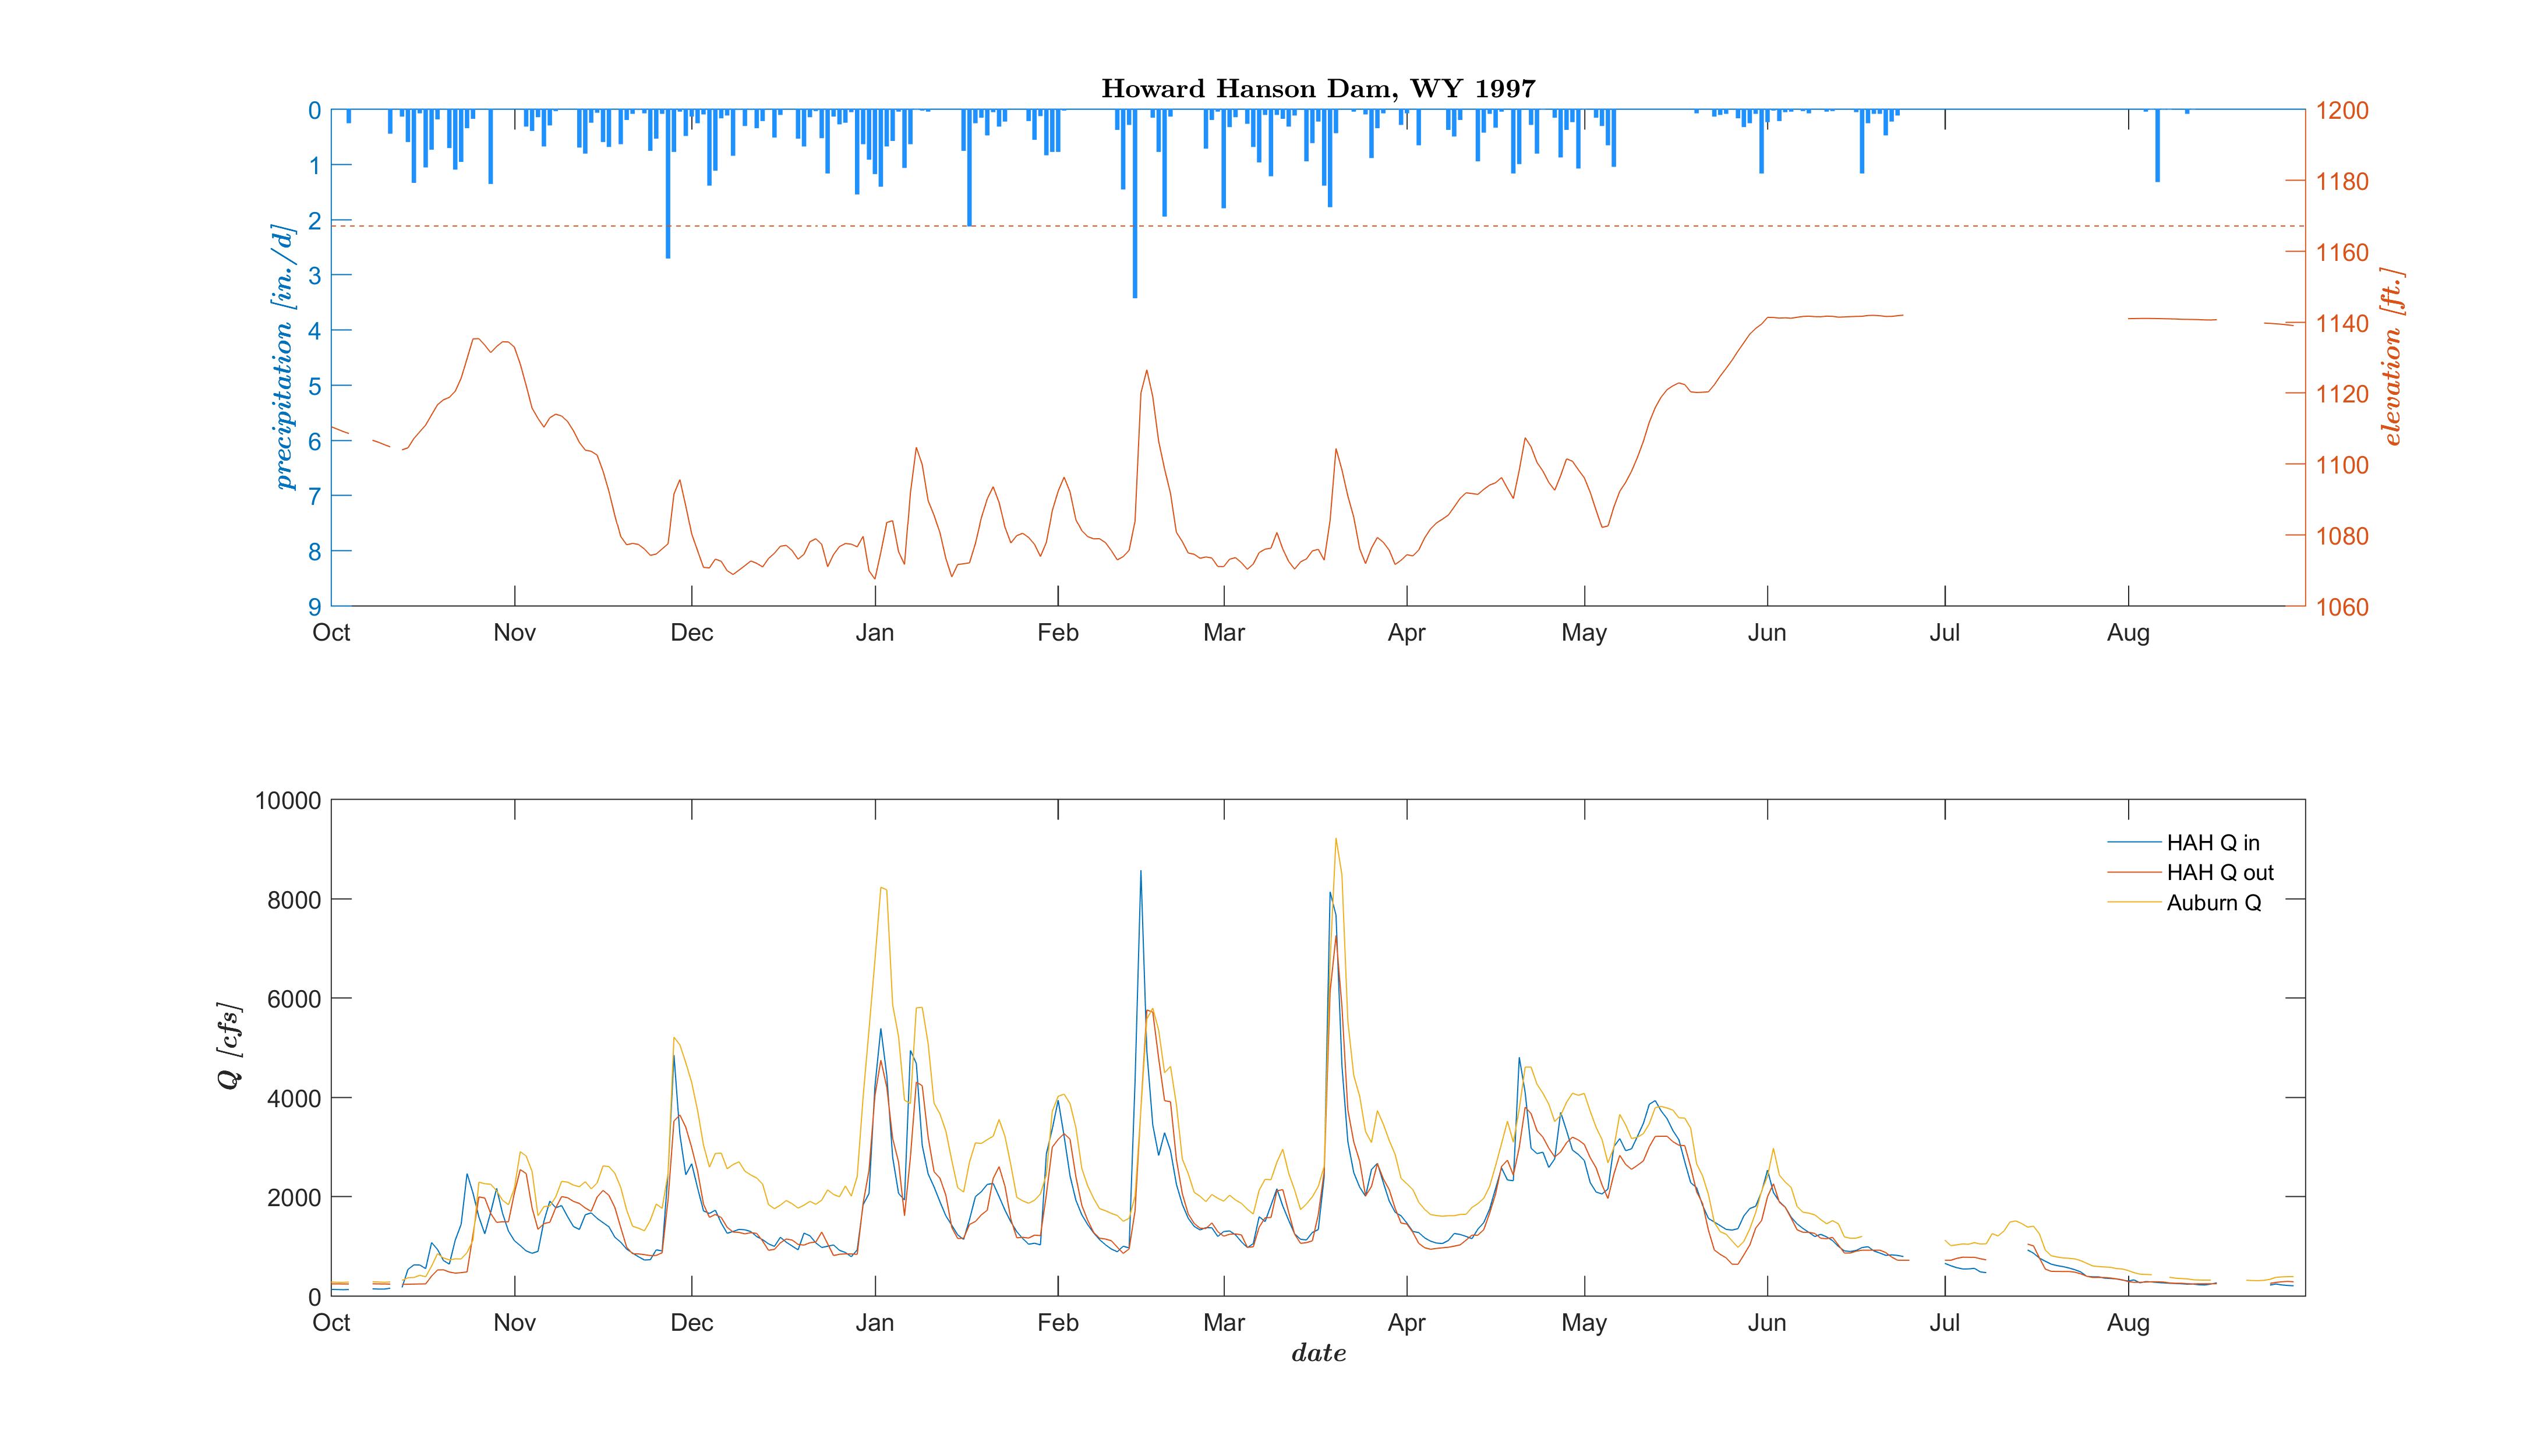 Howard Hanson Dam, WY 1997
precipitation [in./d]
0
1
2
3
4
5
6
7
8
9
elevation [ft.]
1200
1180
1160
1140
1120
1100
1080
1060
Oct Nov Dec Jan Feb Mar Apr May Jun Jul Aug
Q [cfs]
10000
8000
6000
4000
2000
0
HAH Q in
HAH Q out
Auburn Q
Oct Nov Dec Jan Feb Mar Apr May Jun Jul Aug
date